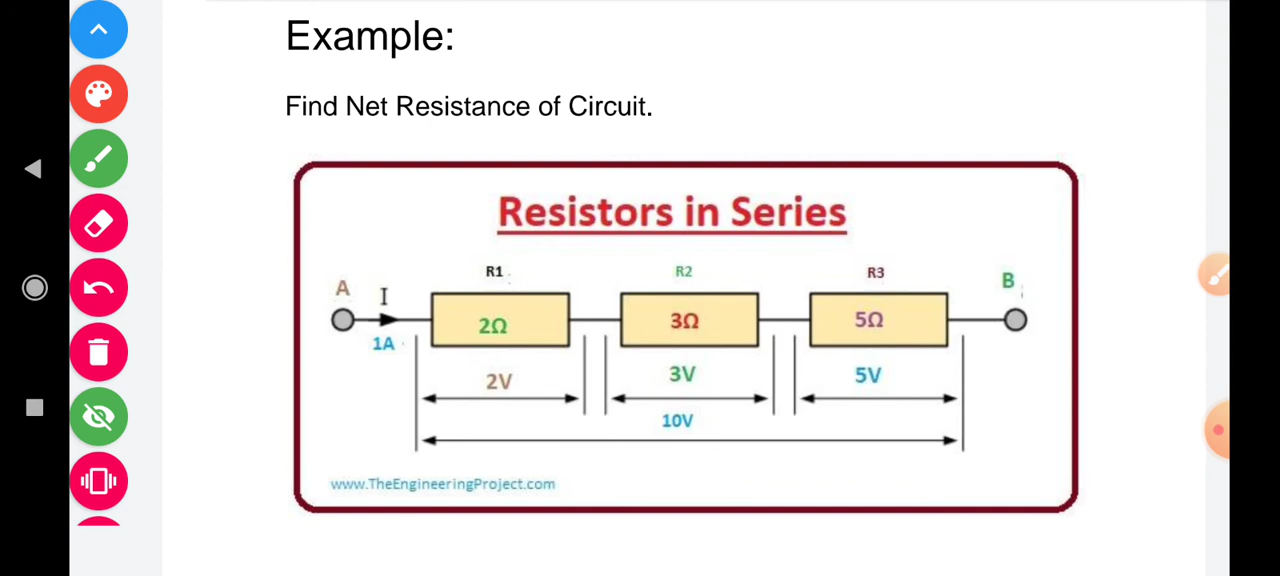 Example:
Find Net Resistance of Circuit.
Resistors in Series
R1 R2 R3
A I B
2Ω 3Ω 5Ω
1A
2V 3V 5V
10V
www.TheEngineeringProject.com